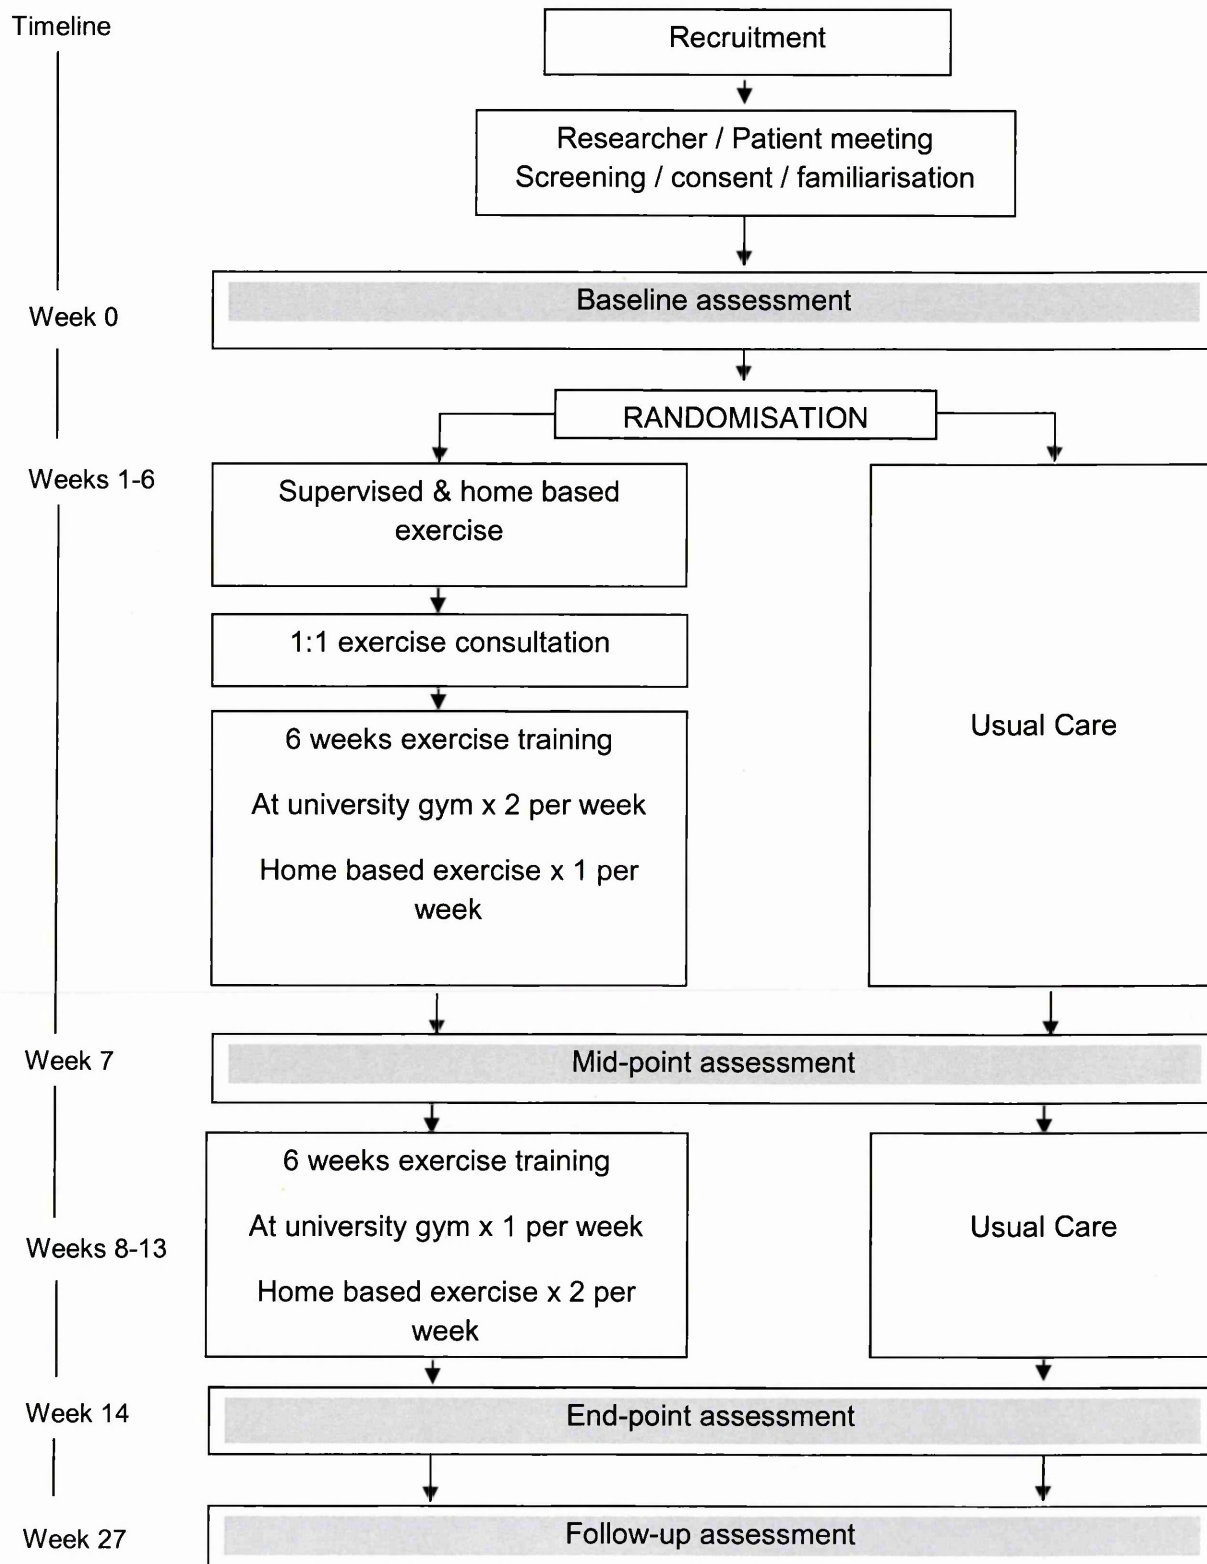 Timeline
Recruitment
Researcher / Patient meeting
Screening / consent / familiarisation
Week 0
Baseline assessment
RANDOMISATION
Weeks 1-6
Supervised & home based
exercise
1:1 exercise consultation
6 weeks exercise training
At university gym x 2 per week
Home based exercise x 1 per
week
Usual Care
Week 7
Mid-point assessment
Weeks 8-13
6 weeks exercise training
At university gym x 1 per week
Home based exercise x 2 per
week
Usual Care
Week 14
End-point assessment
Week 27
Follow-up assessment